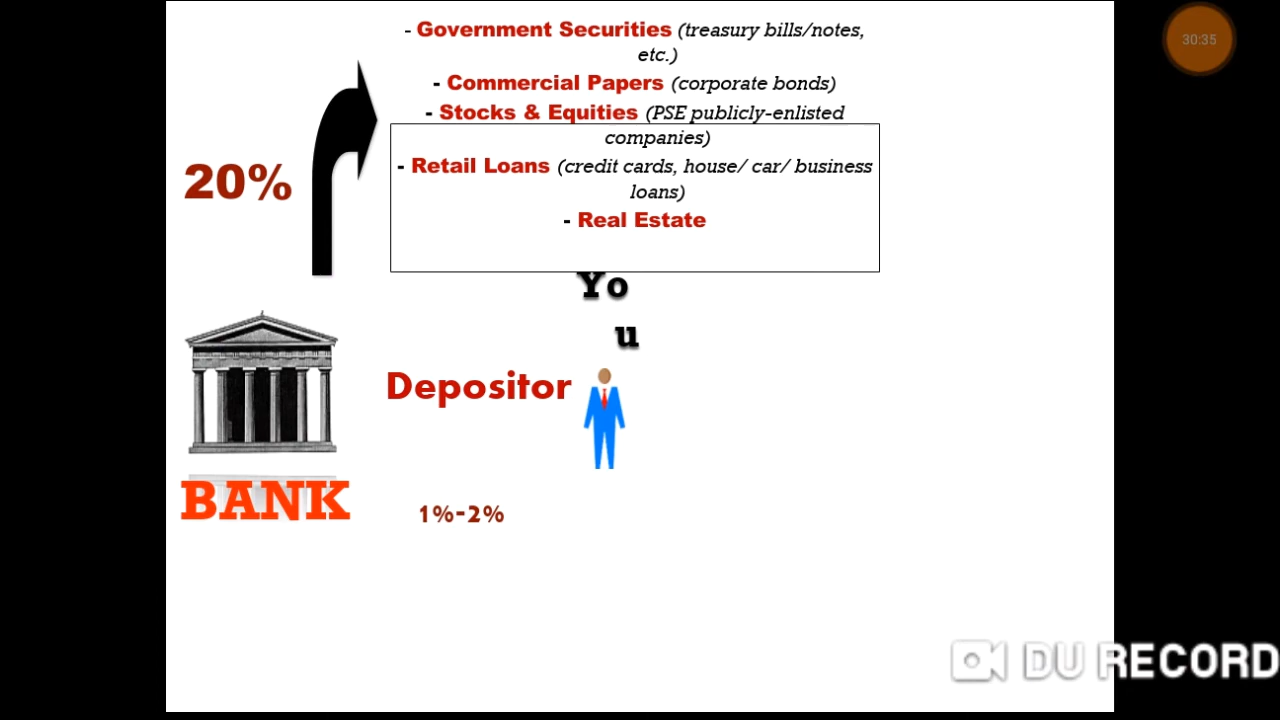 - Government Securities (treasury bills/notes,
etc.)
- Commercial Papers (corporate bonds)
- Stocks & Equities (PSE publicly-enlisted
companies)
- Retail Loans (credit cards, house/ car/ business
loans)
- Real Estate
20%
Yo
u
Depositor
BANK
1%-2%
30:35
DU RECORD